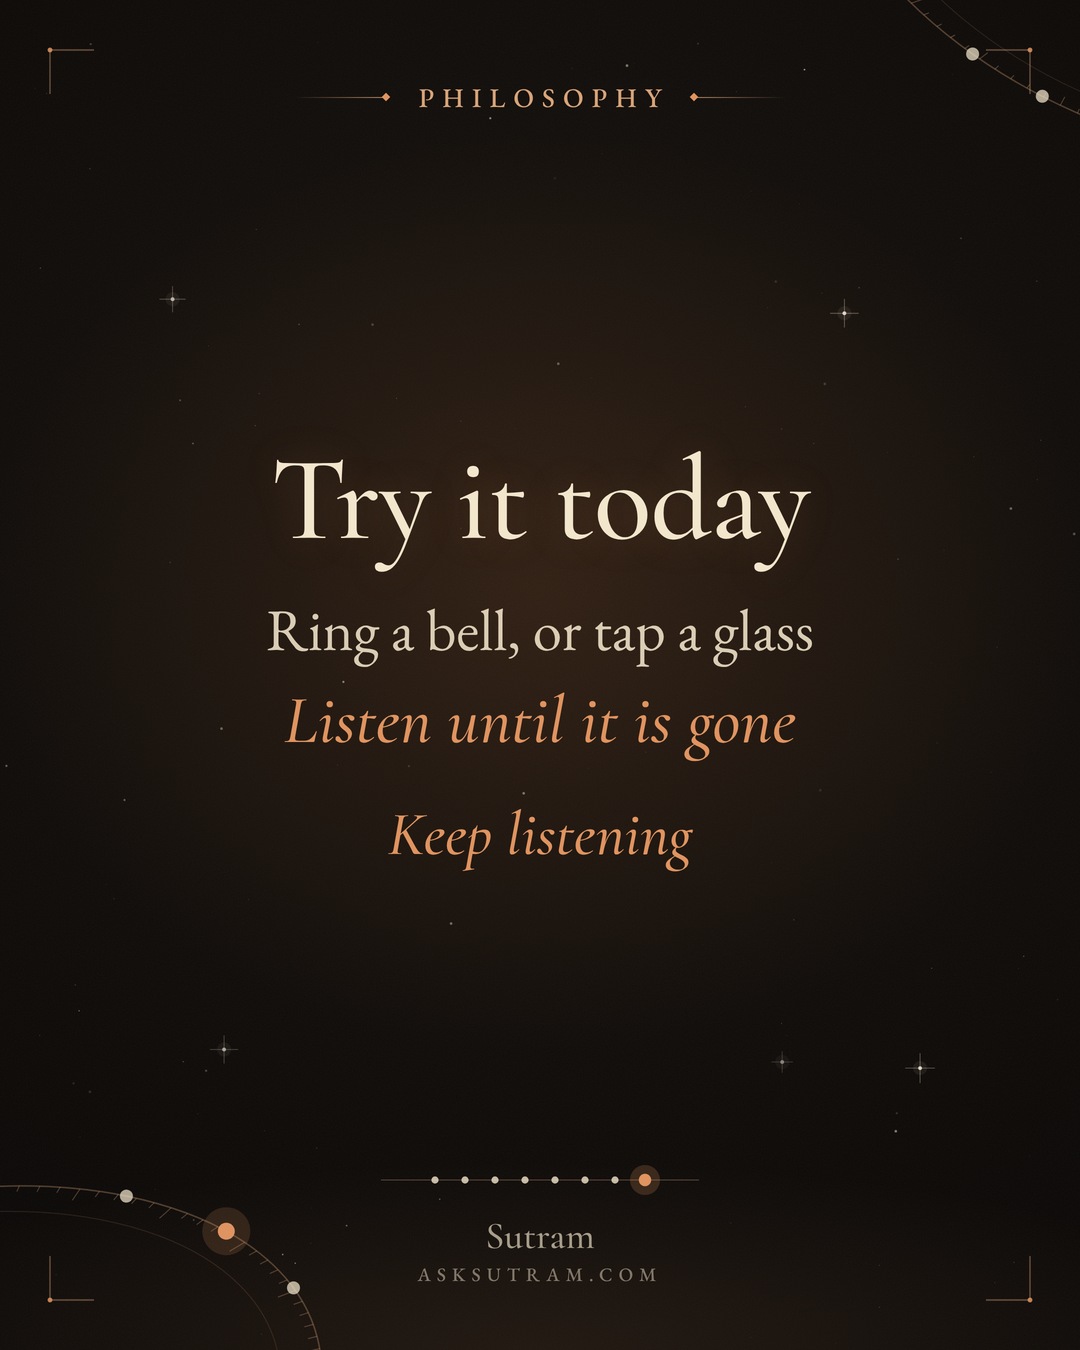 PHILOSOPHY
Try it today
Ring a bell, or tap a glass
Listen until it is gone
Keep listening
Sutram
ASKSUTRAM.COM